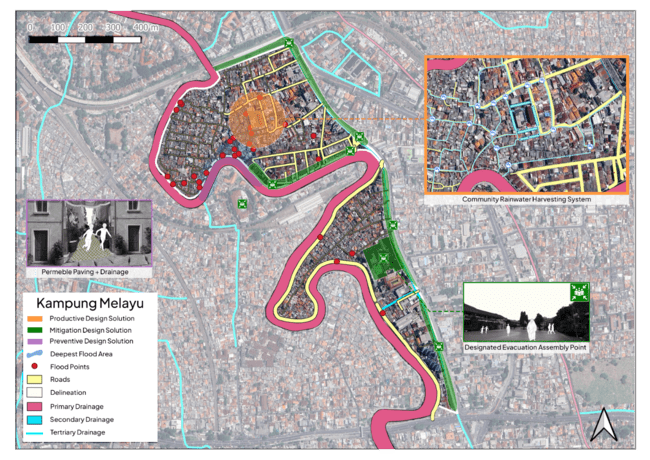 0 100 200 300 400 m
Community Rainwater Harvesting System
Permeble Paving + Drainage
Designated Evacuation Assembly Point
Kampung Melayu
Productive Design Solution
Mitigation Design Solution
Preventive Design Solution
Deepest Flood Area
Flood Points
Roads
Delineation
Primary Drainage
Secondary Drainage
Tertriary Drainage